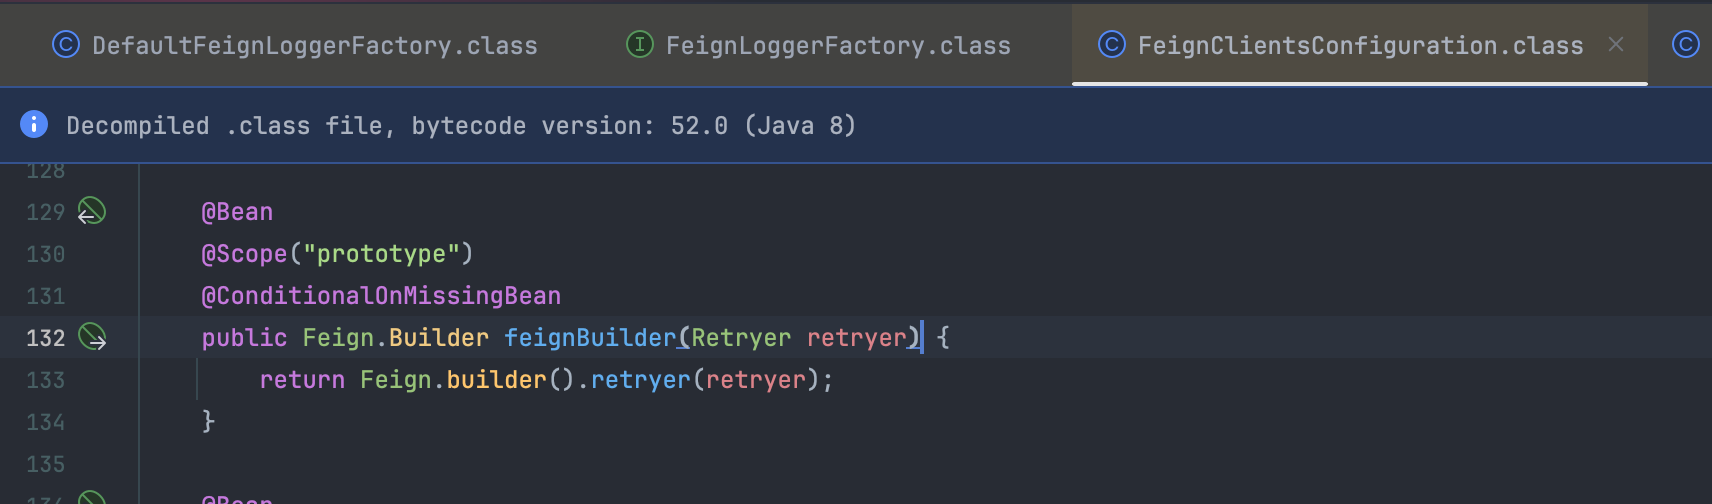 DefaultFeignLoggerFactory.class FeignLoggerFactory.class FeignClientsConfiguration.class
Decompiled .class file, bytecode version: 52.0 (Java 8)
128
129 @Bean
130 @Scope("prototype")
131 @ConditionalOnMissingBean
132 public Feign.Builder feignBuilder(Retryer retryer) {
133 return Feign.builder().retryer(retryer);
134 }
135
136 @Bean